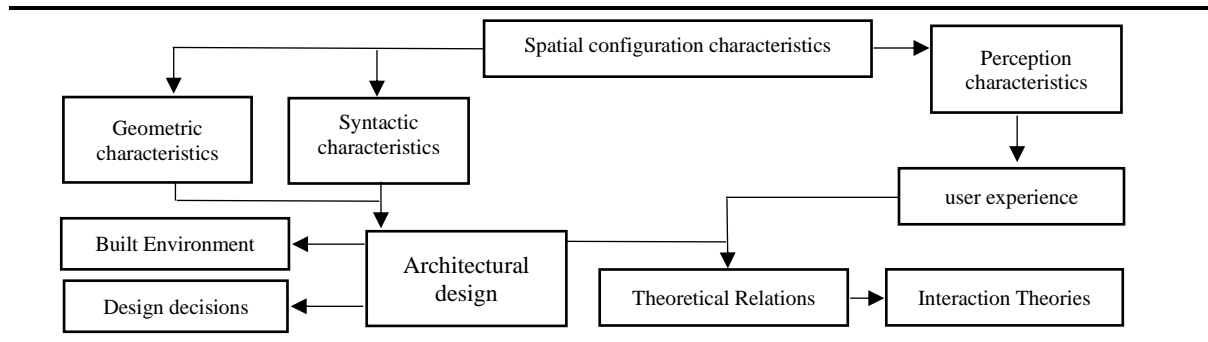 Spatial configuration characteristics
Perception
characteristics
Geometric
characteristics
Syntactic
characteristics
user experience
Built Environment
Architectural
design
Design decisions
Theoretical Relations
Interaction Theories